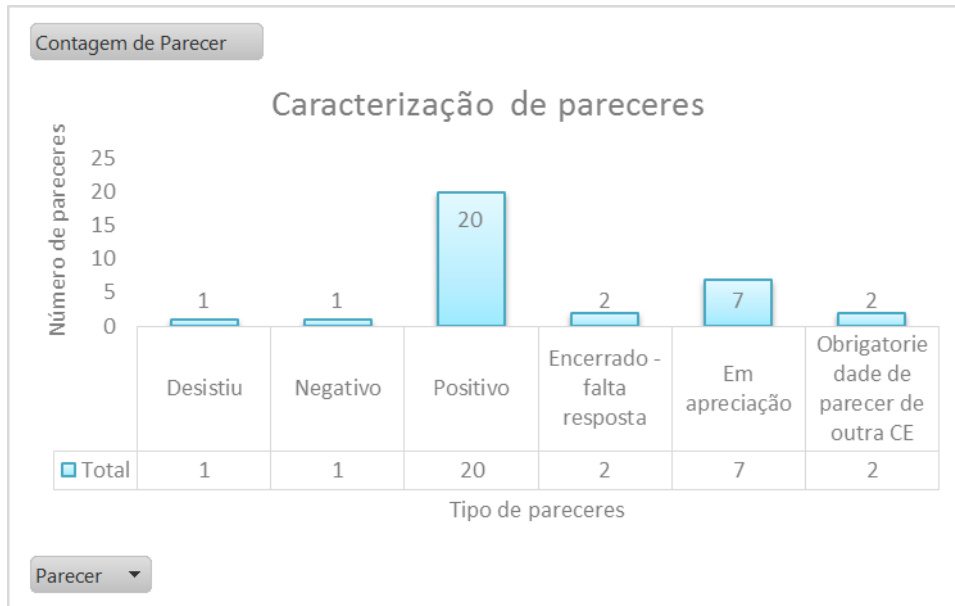 Contagem de Parecer
Caracterização de pareceres
Número de pareceres
25
20
15
10
5
0
1
1
20
2
7
2
Desistiu
Negativo
Positivo
Encerrado -
falta
resposta
Em
apreciação
Obrigatorie
dade de
parecer de
outra CE
Total 1 1 20 2 7 2
Tipo de pareceres
Parecer